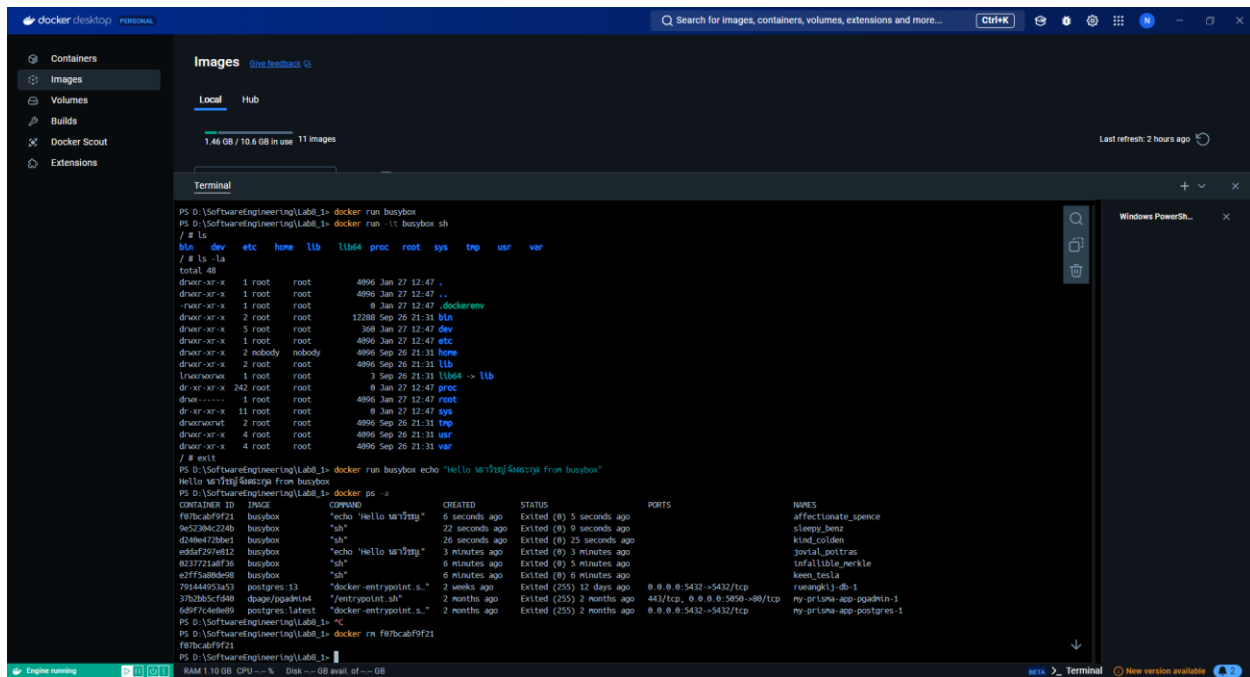 docker desktop PERSONAL
Search for images, containers, volumes, extensions and more... Ctrl+K N
Containers
Images
Volumes
Builds
Docker Scout
Extensions
Images Give feedback
Local Hub
1.46 GB / 10.6 GB in use 11 images
Last refresh: 2 hours ago
Terminal
Windows PowerSh...
PS D:\SoftwareEngineering\Lab8_1> docker run busybox
PS D:\SoftwareEngineering\Lab8_1> docker run -it busybox sh
/ # ls
bin dev etc home lib lib64 proc root sys tmp usr var
/ # ls -la
total 48
drwxr-xr-x 1 root root 4096 Jan 27 12:47 .
drwxr-xr-x 1 root root 4096 Jan 27 12:47 ..
-rwxr-xr-x 1 root root 0 Jan 27 12:47 .dockerenv
drwxr-xr-x 2 root root 12288 Sep 26 21:31 bin
drwxr-xr-x 5 root root 360 Jan 27 12:47 dev
drwxr-xr-x 1 root root 4096 Jan 27 12:47 etc
drwxr-xr-x 2 nobody nobody 4096 Sep 26 21:31 home
drwxr-xr-x 2 root root 4096 Sep 26 21:31 lib
lrwxrwxrwx 1 root root 3 Sep 26 21:31 lib64 -> lib
dr-xr-xr-x 242 root root 0 Jan 27 12:47 proc
drwx------ 1 root root 4096 Jan 27 12:47 root
dr-xr-xr-x 11 root root 0 Jan 27 12:47 sys
drwxrwxrwt 2 root root 4096 Sep 26 21:31 tmp
drwxr-xr-x 4 root root 4096 Sep 26 21:31 usr
drwxr-xr-x 4 root root 4096 Sep 26 21:31 var
/ # exit
PS D:\SoftwareEngineering\Lab8_1> docker run busybox echo "Hello from busybox"
Hello from busybox
PS D:\SoftwareEngineering\Lab8_1> docker ps -a
CONTAINER ID IMAGE COMMAND CREATED STATUS PORTS NAMES
f07bcabf9f21 busybox "echo 'Hello " 6 seconds ago Exited (0) 5 seconds ago affectionate_spence
9e52304c224b busybox "sh" 22 seconds ago Exited (0) 9 seconds ago sleepy_benz
d240e472bbe1 busybox "sh" 26 seconds ago Exited (0) 25 seconds ago kind_colden
eddaf297e812 busybox "echo 'Hello " 3 minutes ago Exited (0) 3 minutes ago jovial_poitras
0237721a8f36 busybox "sh" 6 minutes ago Exited (0) 5 minutes ago infallible_merkle
e2ff5a80de98 busybox "sh" 6 minutes ago Exited (0) 6 minutes ago keen_tesla
791444953a53 postgres:13 "docker-entrypoint.s…" 2 weeks ago Exited (255) 12 days ago 0.0.0.0:5432->5432/tcp rueangkij-db-1
37b2bb5cfd40 dpage/pgadmin4 "/entrypoint.sh" 2 months ago Exited (255) 2 months ago 443/tcp, 0.0.0.0:5050->80/tcp my-prisma-app-pgadmin-1
6d9f7c4e8e89 postgres:latest "docker-entrypoint.s…" 2 months ago Exited (255) 2 months ago 0.0.0.0:5432->5432/tcp my-prisma-app-postgres-1
PS D:\SoftwareEngineering\Lab8_1> ^C
PS D:\SoftwareEngineering\Lab8_1> docker rm f07bcabf9f21
f07bcabf9f21
PS D:\SoftwareEngineering\Lab8_1>
Engine running RAM 1.10 GB CPU --.-- % Disk --.-- GB avail. of --.-- GB BETA >_ Terminal New version available 2